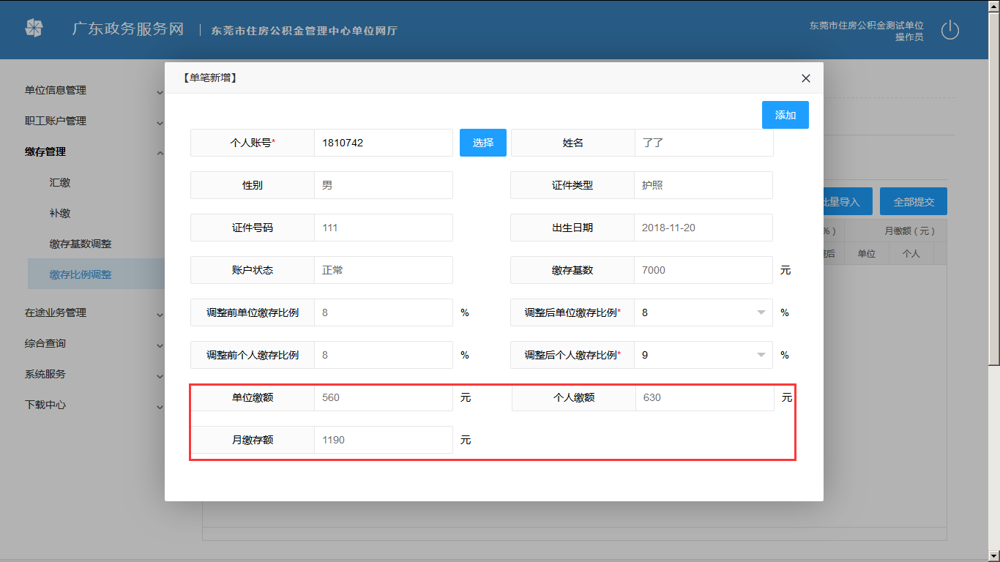 广东政务服务网 | 东莞市住房公积金管理中心单位网厅
东莞市住房公积金测试单位
操作员
单位信息管理
职工账户管理
缴存管理
汇缴
补缴
缴存基数调整
缴存比例调整
在途业务管理
综合查询
系统服务
下载中心
【单笔新增】
添加
个人账号* 1810742 选择 姓名 了了
性别 男 证件类型 护照
证件号码 111 出生日期 2018-11-20
账户状态 正常 缴存基数 7000 元
调整前单位缴存比例 8 % 调整后单位缴存比例* 8 %
调整前个人缴存比例 8 % 调整后个人缴存比例* 9 %
单位缴额 560 元 个人缴额 630 元
月缴存额 1190 元
批量导入 全部提交
%） 月缴额（元）
整后 单位 个人